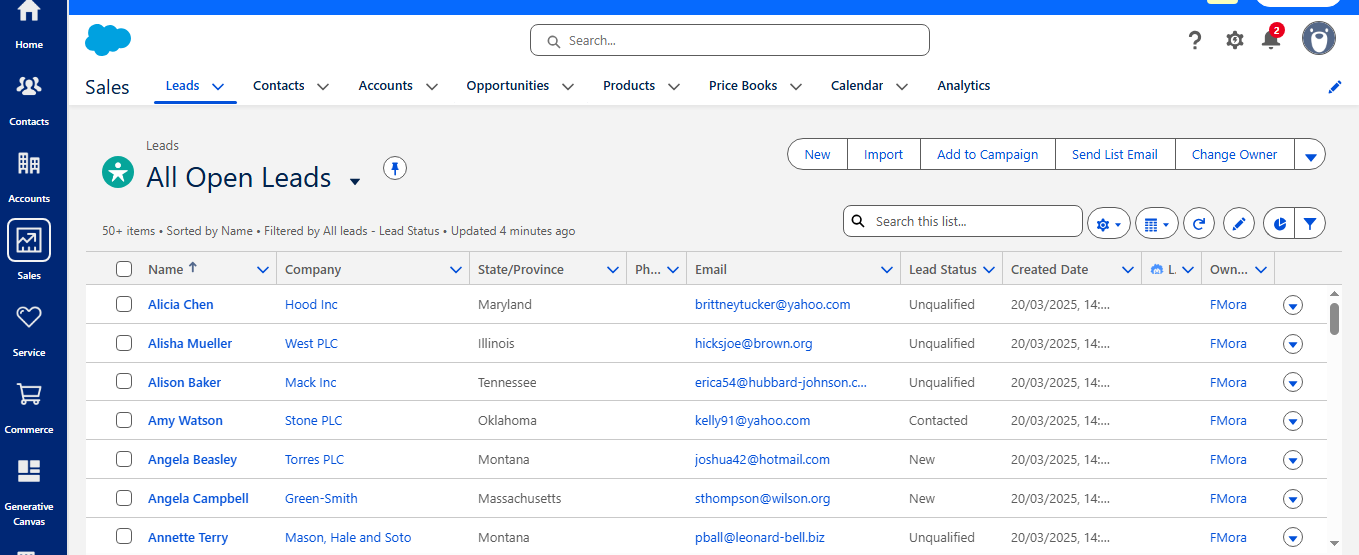 Home
Contacts
Accounts
Sales
Service
Commerce
Generative
Canvas
Search...
2
Sales
Leads
Contacts
Accounts
Opportunities
Products
Price Books
Calendar
Analytics
Leads
All Open Leads
New
Import
Add to Campaign
Send List Email
Change Owner
50+ items • Sorted by Name • Filtered by All leads - Lead Status • Updated 4 minutes ago
Search this list...
Name Company State/Province Ph... Email Lead Status Created Date L. Own...
Alicia Chen Hood Inc Maryland brittneytucker@yahoo.com Unqualified 20/03/2025, 14:... FMora
Alisha Mueller West PLC Illinois hicksjoe@brown.org Unqualified 20/03/2025, 14:... FMora
Alison Baker Mack Inc Tennessee erica54@hubbard-johnson.c... Unqualified 20/03/2025, 14:... FMora
Amy Watson Stone PLC Oklahoma kelly91@yahoo.com Contacted 20/03/2025, 14:... FMora
Angela Beasley Torres PLC Montana joshua42@hotmail.com New 20/03/2025, 14:... FMora
Angela Campbell Green-Smith Massachusetts sthompson@wilson.org New 20/03/2025, 14:... FMora
Annette Terry Mason, Hale and Soto Montana pball@leonard-bell.biz Unqualified 20/03/2025, 14:... FMora